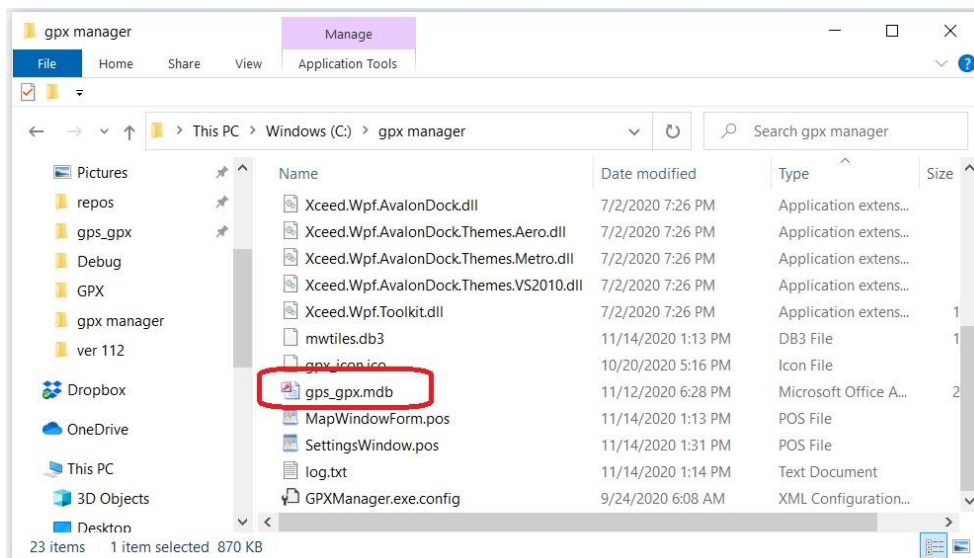 gpx manager
Manage
File Home Share View Application Tools
This PC > Windows (C:) > gpx manager
Search gpx manager
Pictures
repos
gps_gpx
Debug
GPX
gpx manager
ver 112
Dropbox
OneDrive
This PC
3D Objects
Desktop
Name Date modified Type Size
Xceed.Wpf.AvalonDock.dll 7/2/2020 7:26 PM Application extens...
Xceed.Wpf.AvalonDock.Themes.Aero.dll 7/2/2020 7:26 PM Application extens...
Xceed.Wpf.AvalonDock.Themes.Metro.dll 7/2/2020 7:26 PM Application extens...
Xceed.Wpf.AvalonDock.Themes.VS2010.dll 7/2/2020 7:26 PM Application extens...
Xceed.Wpf.Toolkit.dll 7/2/2020 7:26 PM Application extens... 1
mwtiles.db3 11/14/2020 1:13 PM DB3 File 1
gpx_icon.ico 10/20/2020 5:16 PM Icon File
gps_gpx.mdb 11/12/2020 6:28 PM Microsoft Office A... 2
MapWindowForm.pos 11/14/2020 1:13 PM POS File
SettingsWindow.pos 11/14/2020 1:31 PM POS File
log.txt 11/14/2020 1:14 PM Text Document
GPXManager.exe.config 9/24/2020 6:08 AM XML Configuration...
23 items 1 item selected 870 KB